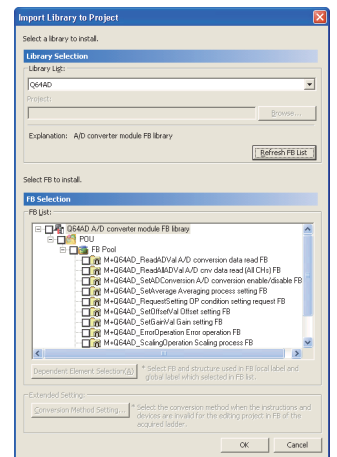 Import Library to Project
Select a library to install.
Library Selection
Library List:
Q64AD
Project:
Browse...
Explanation: A/D converter module FB library
Refresh FB List
Select FB to install.
FB Selection
FB List:
Q64AD A/D converter module FB library
POU
FB Pool
M+Q64AD_ReadADVal A/D conversion data read FB
M+Q64AD_ReadAllADVal A/D cnv data read (All CHs) FB
M+Q64AD_SetADConversion A/D conversion enable/disable FB
M+Q64AD_SetAverage Averaging process setting FB
M+Q64AD_RequestSetting OP condition setting request FB
M+Q64AD_SetOffsetVal Offset setting FB
M+Q64AD_SetGainVal Gain setting FB
M+Q64AD_ErrorOperation Error operation FB
M+Q64AD_ScalingOperation Scaling process FB
Dependent Element Selection(A)
* Select FB and structure used in FB local label and
global label which selected in FB list.
Extended Setting:
Conversion Method Setting...
* Select the conversion method when the instructions and
devices are invalid for the editing project in FB of the
acquired ladder.
OK
Cancel